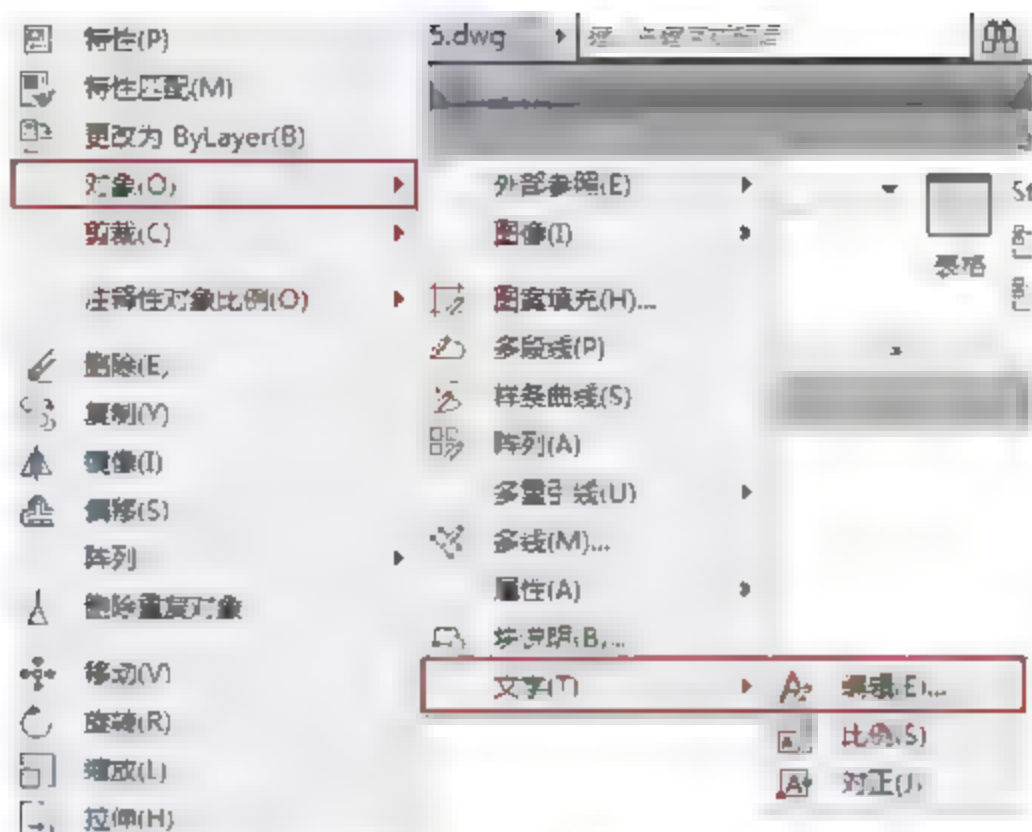 特性(P)
特性匹配(M)
更改为 ByLayer(B)
对象(O)
剪裁(C)
注释性对象比例(O)
删除(E)
复制(Y)
镜像(I)
偏移(S)
阵列
删除重复对象
移动(V)
旋转(R)
缩放(L)
拉伸(H)
5.dwg
外部参照(E)
图像(I)
图案填充(H)...
多段线(P)
样条曲线(S)
阵列(A)
多重引线(U)
多线(M)...
属性(A)
块说明(B)...
文字(T)
编辑(E)...
比例(S)
对正(J)
表格